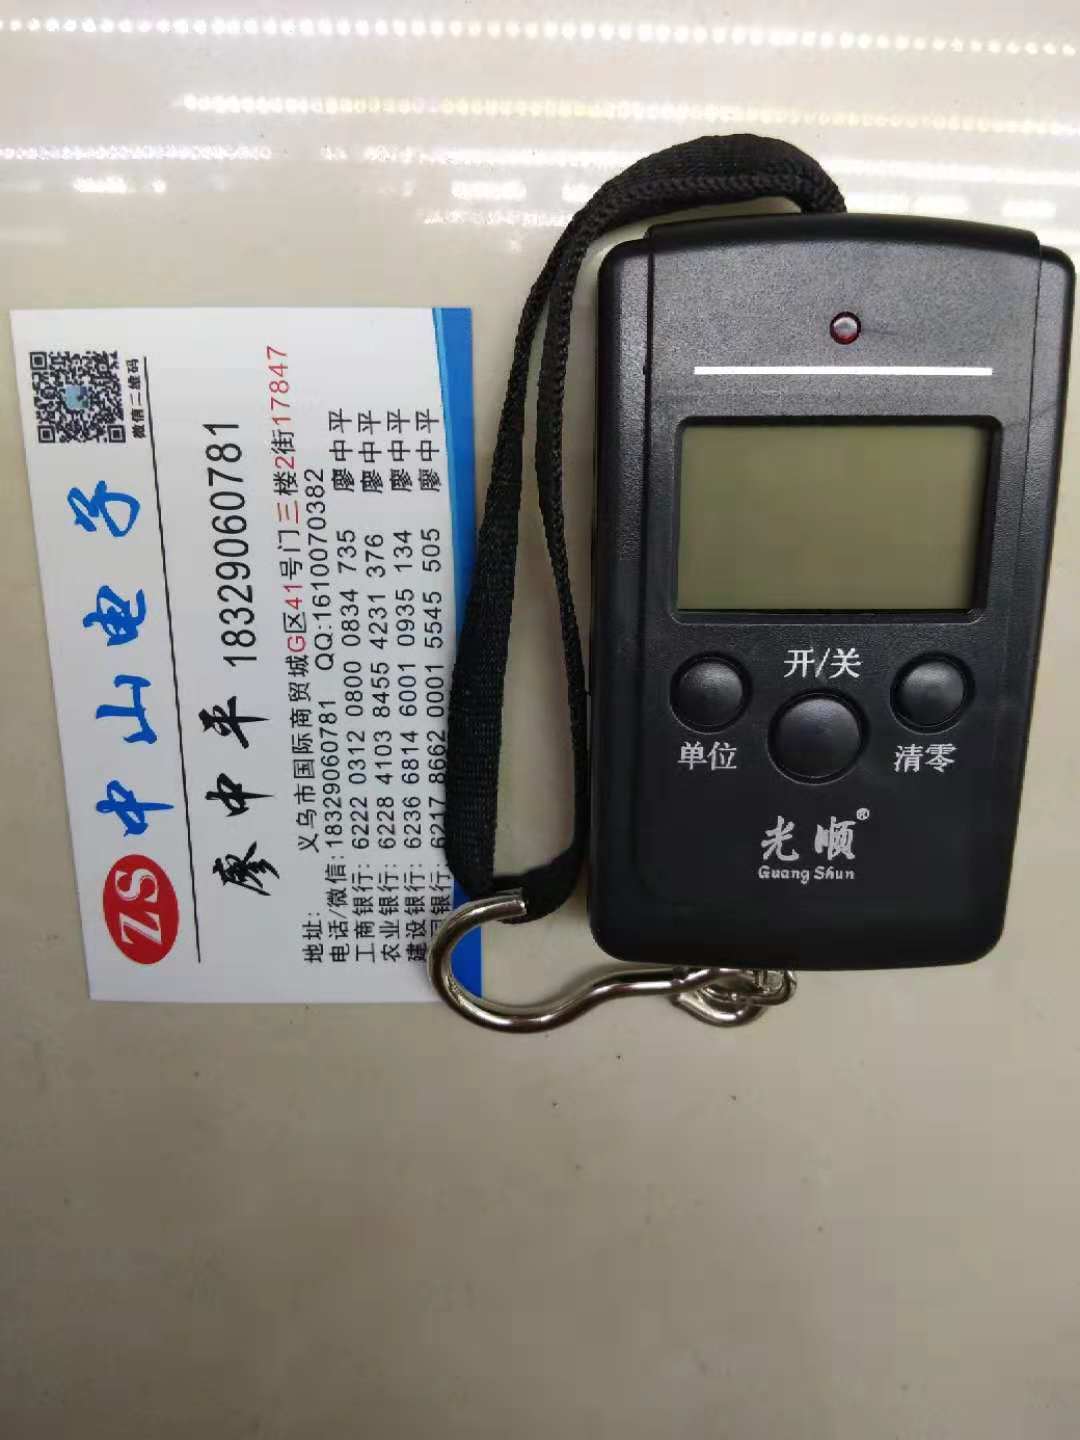 ZS 中山电子
微信二维码
廖中平 18329060781
地址: 义乌市国际商贸城G区41号门三楼2街17847
电话/微信:18329060781 QQ:1610070382
工商银行: 6222 0312 0800 0834 735 廖中平
农业银行: 6228 4103 8455 4231 376 廖中平
建设银行: 6236 6814 6001 0935 134 廖中平
银行: 6217 8662 0001 5545 505 廖中平
开/关
单位
清零
光顺®
Guang Shun